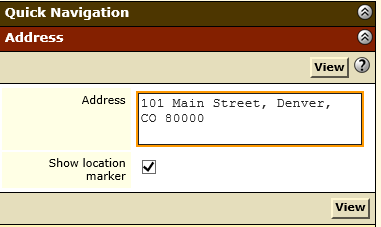 Quick Navigation
Address
View ?
Address
101 Main Street, Denver,
CO 80000
Show location
marker
View